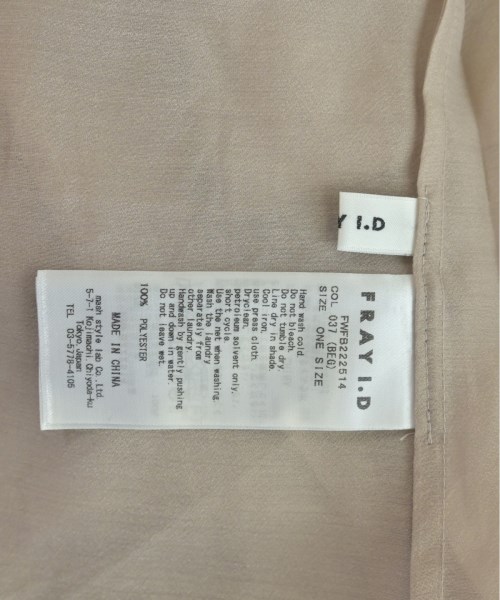 Y I.D
FRAY I.D
FWFB222514
COL 037 (BEG)
SIZE ONE SIZE
Hand wash cold.
Do not bleach.
Do not tumble dry.
Line dry in shade.
Cool iron.
use press cloth.
Dryclean.
petroleum solvent only.
short cycle.
Use the net when washing.
Wash the laundry
separately from
other laundry.
Handwash by gently pushing
up and down in water.
Do not leave wet.
100% POLYESTER
MADE IN CHINA
mash style lab Co. Ltd.
5-7-1 Kojimachi, Chiyoda-ku
Tokyo, Japan
TEL 03-5778-4105